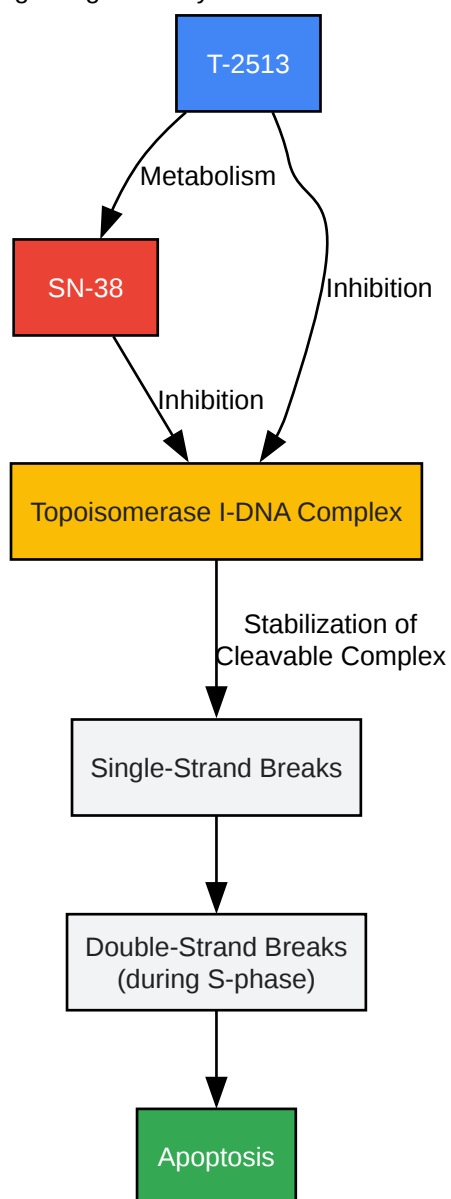 T-2513
Metabolism
SN-38
Inhibition
Inhibition
Topoisomerase I-DNA Complex
Stabilization of
Cleavable Complex
Single-Strand Breaks
Double-Strand Breaks
(during S-phase)
Apoptosis